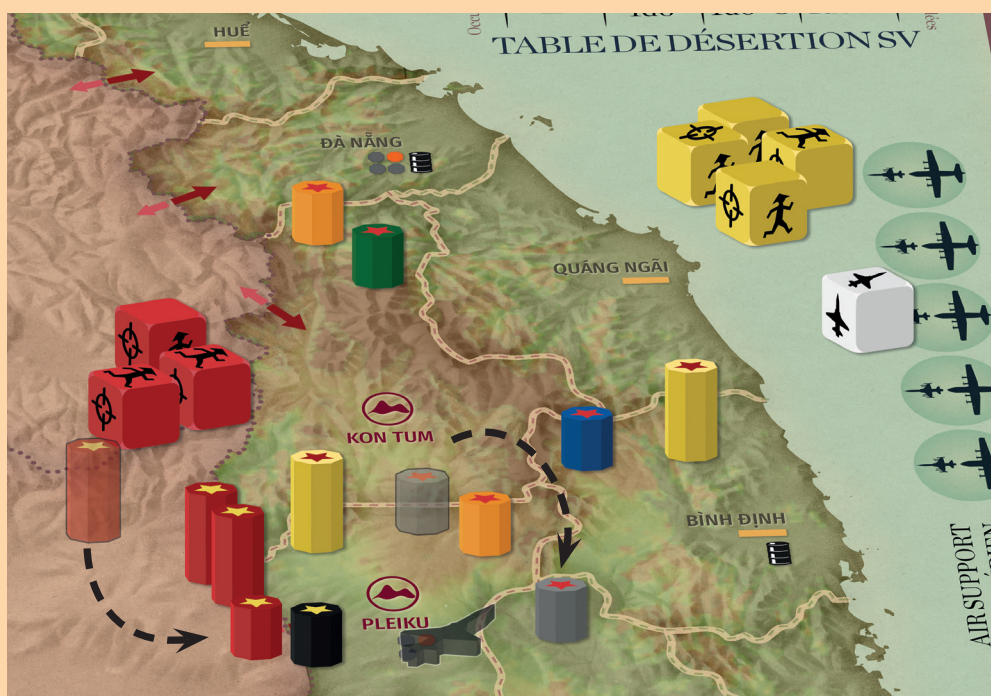 HUẾ
TABLE DE DÉSERTION SV
ĐÀ NẴNG
QUẢNG NGÃI
KON TUM
BÌNH ĐỊNH
PLEIKU
AIR SUPPORT